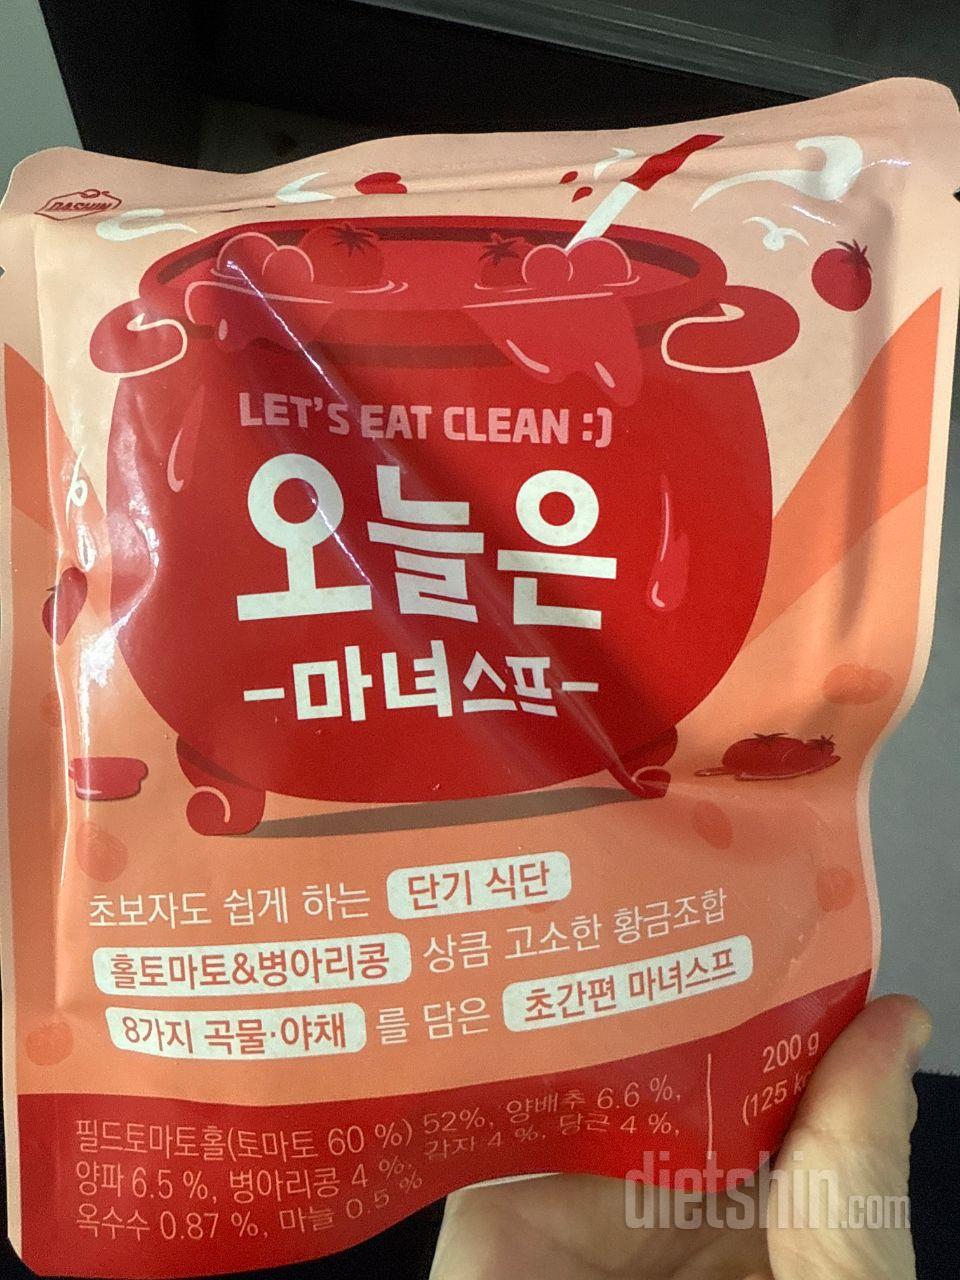 DASHIN
LET'S EAT CLEAN :)
오늘은
-마녀스프-
초보자도 쉽게 하는 단기 식단
홀토마토&병아리콩 상큼 고소한 황금조합
8가지 곡물·야채 를 담은 초간편 마녀스프
200 g
(125 kc
필드토마토홀(토마토 60 %) 52%, 양배추 6.6 %,
양파 6.5 %, 병아리콩 4 %, 감자 4 %, 당근 4 %,
옥수수 0.87 %, 마늘 0.5 %
dietshin.com